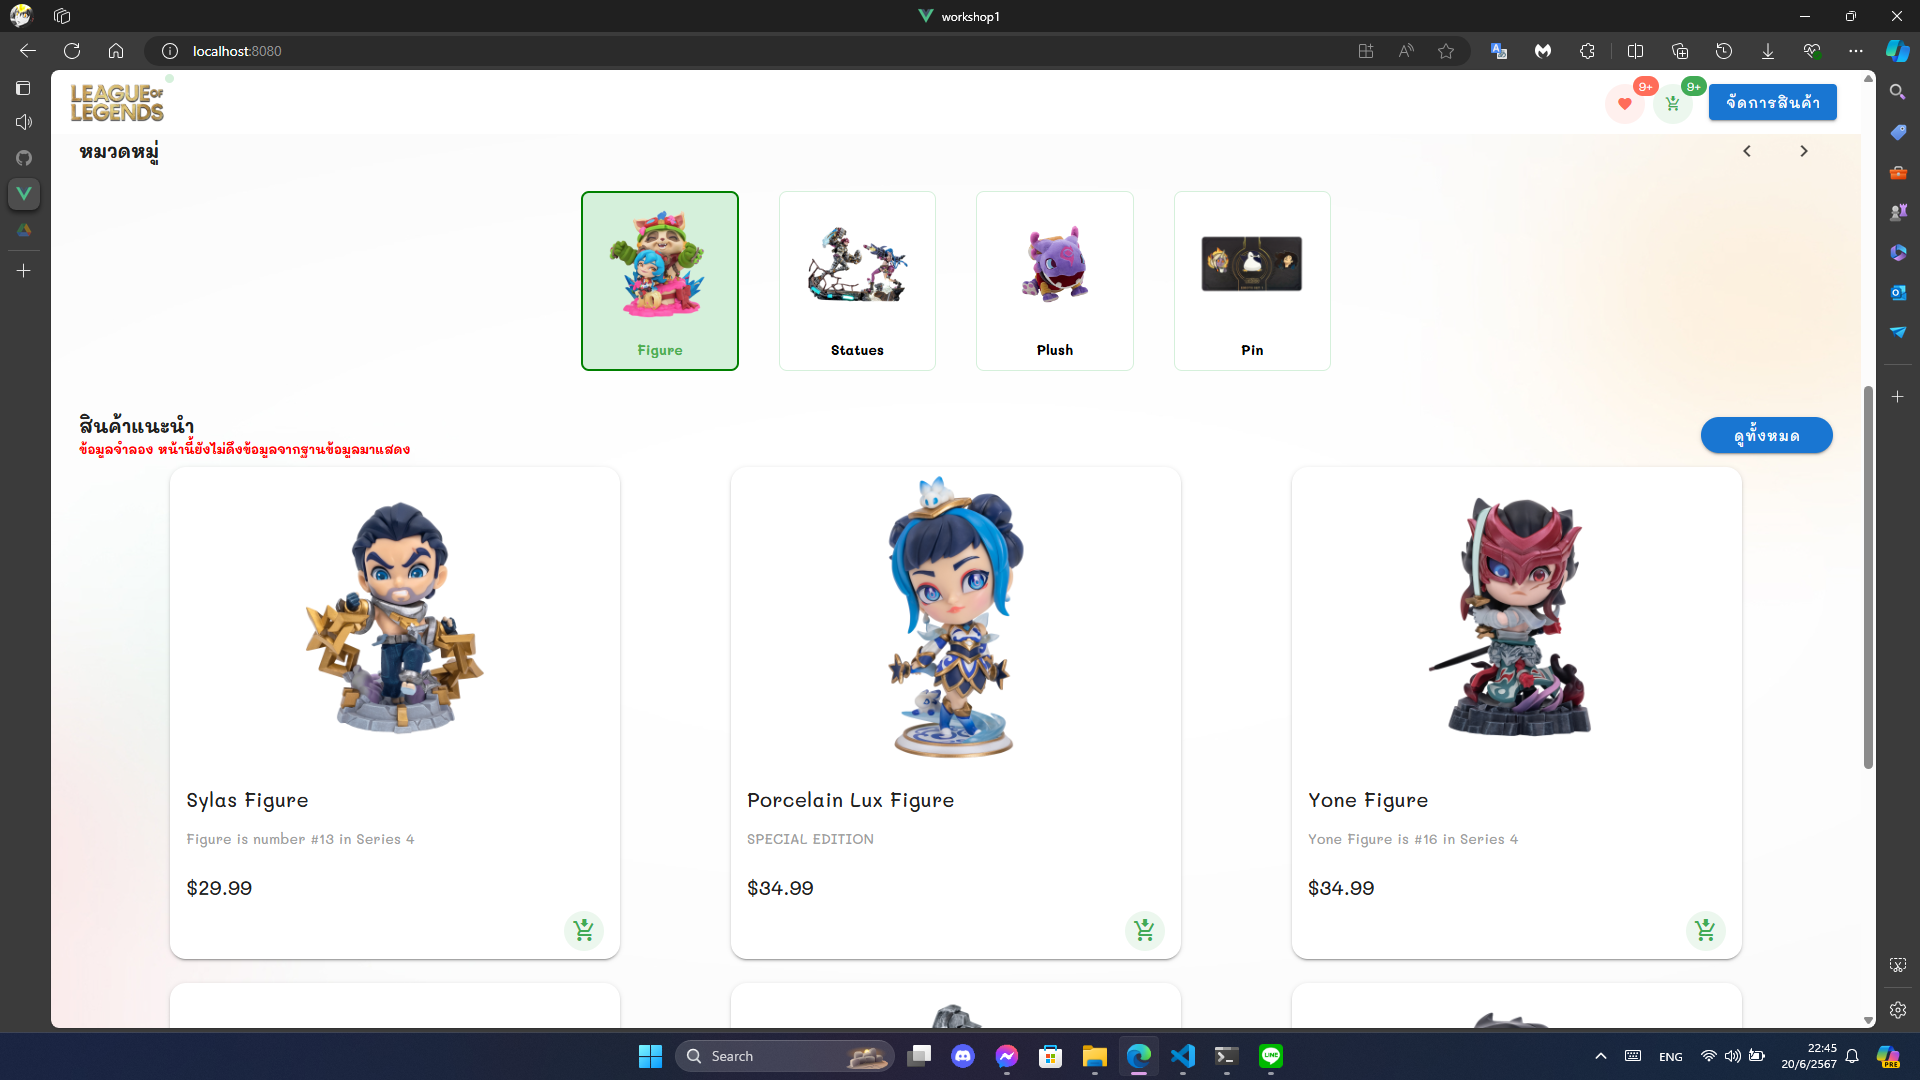 workshop1
localhost:8080
LEAGUE OF
LEGENDS
9+
9+
จัดการสินค้า
หมวดหมู่
Figure
Statues
Plush
Pin
สินค้าแนะนำ
ข้อมูลจำลอง หน้านี้ยังไม่ดึงข้อมูลจากฐานข้อมูลมาแสดง
ดูทั้งหมด
Sylas Figure
Figure is number #13 in Series 4
$29.99
Porcelain Lux Figure
SPECIAL EDITION
$34.99
Yone Figure
Yone Figure is #16 in Series 4
$34.99
Search
ENG
22:45
20/6/2567